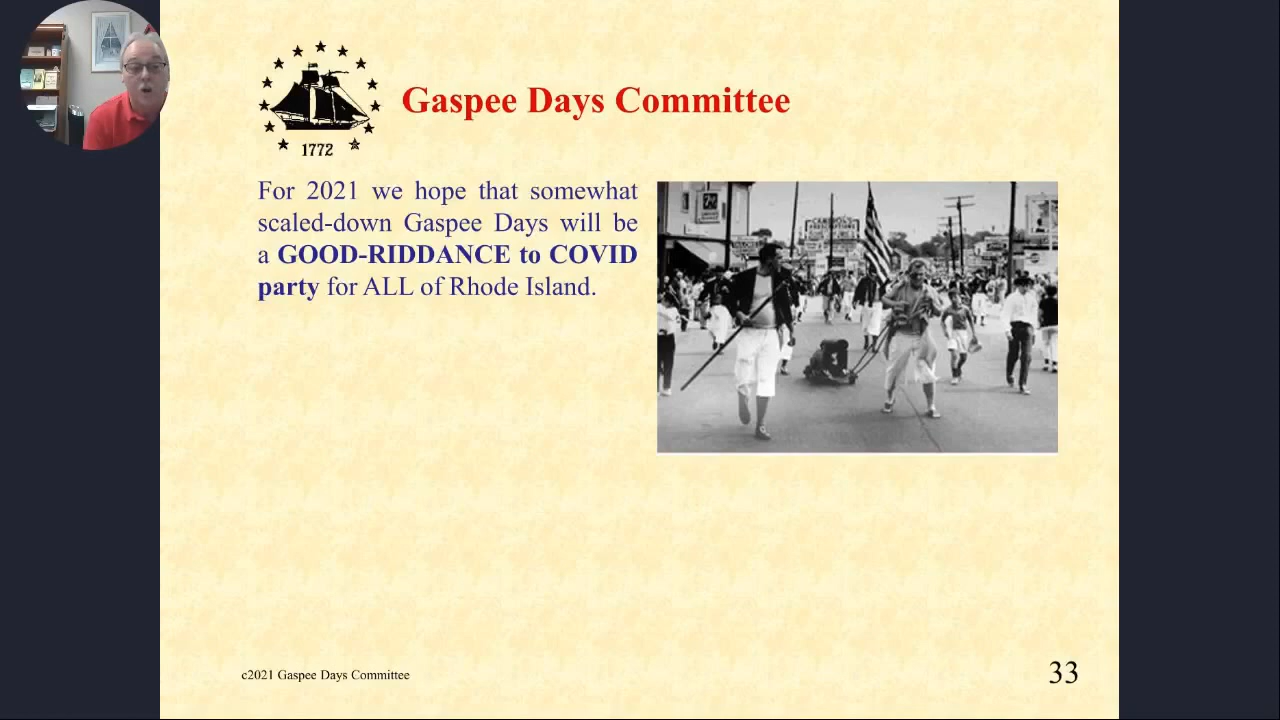 Gaspee Days Committee
1772
For 2021 we hope that somewhat
scaled-down Gaspee Days will be
a GOOD-RIDDANCE to COVID
party for ALL of Rhode Island.
c2021 Gaspee Days Committee
33